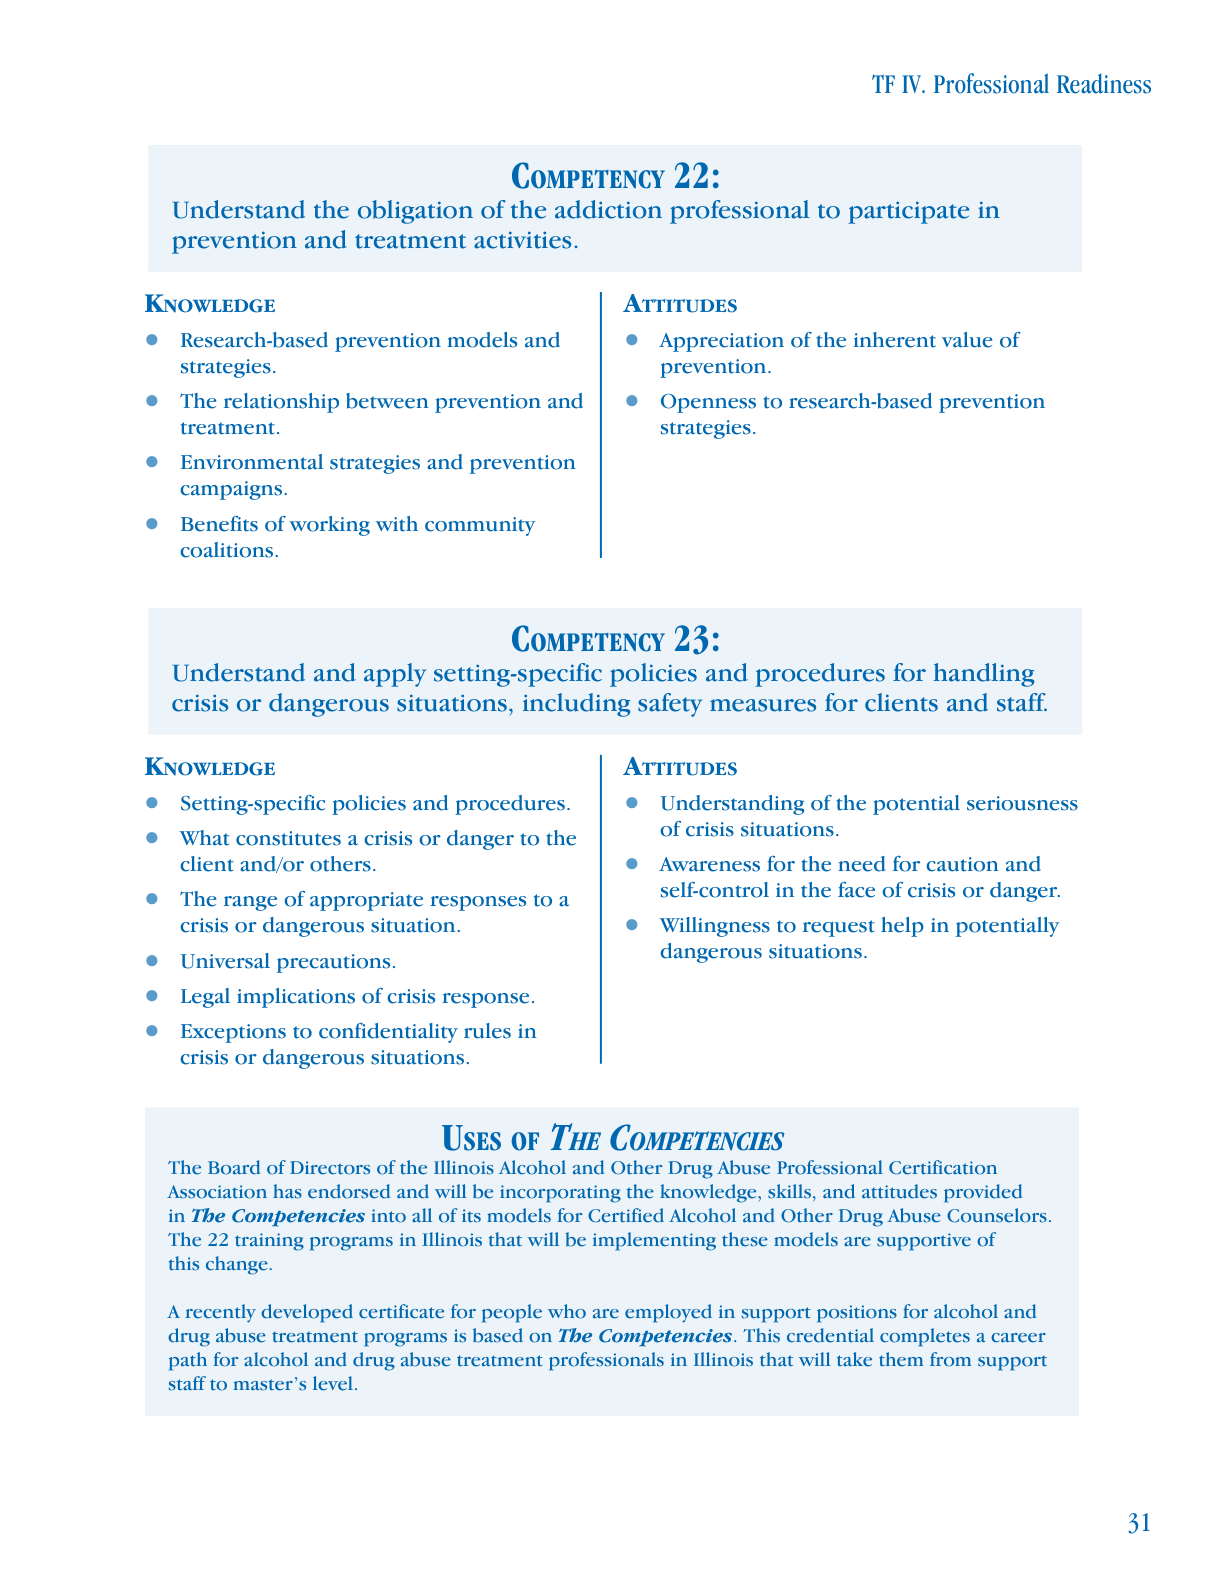 TF IV. Professional Readiness
COMPETENCY 22:
Understand the obligation of the addiction professional to participate in
prevention and treatment activities.
KNOWLEDGE
● Research-based prevention models and
strategies.
● The relationship between prevention and
treatment.
● Environmental strategies and prevention
campaigns.
● Benefits of working with community
coalitions.
ATTITUDES
● Appreciation of the inherent value of
prevention.
● Openness to research-based prevention
strategies.
COMPETENCY 23:
Understand and apply setting-specific policies and procedures for handling
crisis or dangerous situations, including safety measures for clients and staff.
KNOWLEDGE
● Setting-specific policies and procedures.
● What constitutes a crisis or danger to the
client and/or others.
● The range of appropriate responses to a
crisis or dangerous situation.
● Universal precautions.
● Legal implications of crisis response.
● Exceptions to confidentiality rules in
crisis or dangerous situations.
ATTITUDES
● Understanding of the potential seriousness
of crisis situations.
● Awareness for the need for caution and
self-control in the face of crisis or danger.
● Willingness to request help in potentially
dangerous situations.
USES OF THE COMPETENCIES
The Board of Directors of the Illinois Alcohol and Other Drug Abuse Professional Certification
Association has endorsed and will be incorporating the knowledge, skills, and attitudes provided
in The Competencies into all of its models for Certified Alcohol and Other Drug Abuse Counselors.
The 22 training programs in Illinois that will be implementing these models are supportive of
this change.
A recently developed certificate for people who are employed in support positions for alcohol and
drug abuse treatment programs is based on The Competencies. This credential completes a career
path for alcohol and drug abuse treatment professionals in Illinois that will take them from support
staff to master’s level.
31